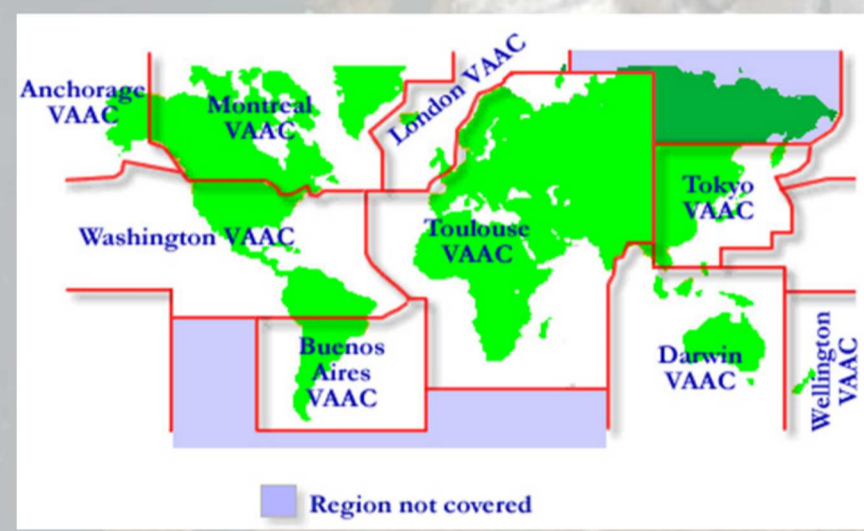 Anchorage
VAAC
Montreal
VAAC
London VAAC
Washington VAAC
Toulouse
VAAC
Tokyo
VAAC
Buenos
Aires
VAAC
Darwin
VAAC
Wellington
VAAC
Region not covered